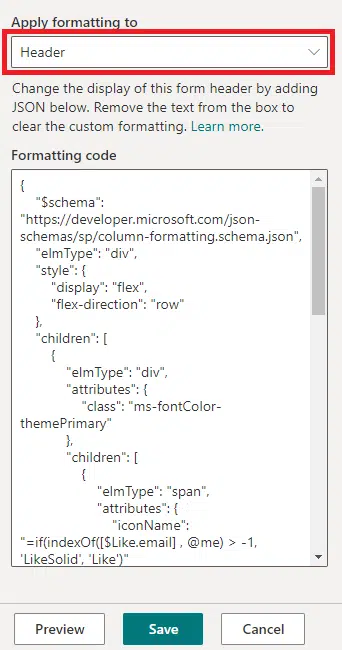 Apply formatting to
Header
Change the display of this form header by adding
JSON below. Remove the text from the box to
clear the custom formatting. Learn more.
Formatting code
{
"$schema":
"https://developer.microsoft.com/json-
schemas/sp/column-formatting.schema.json",
"elmType": "div",
"style": {
"display": "flex",
"flex-direction": "row"
},
"children": [
{
"elmType": "div",
"attributes": {
"class": "ms-fontColor-
themePrimary"
},
"children": [
{
"elmType": "span",
"attributes": {
"iconName":
"=if(indexOf([$Like.email] , @me) > -1,
'LikeSolid', 'Like')"
Preview
Save
Cancel